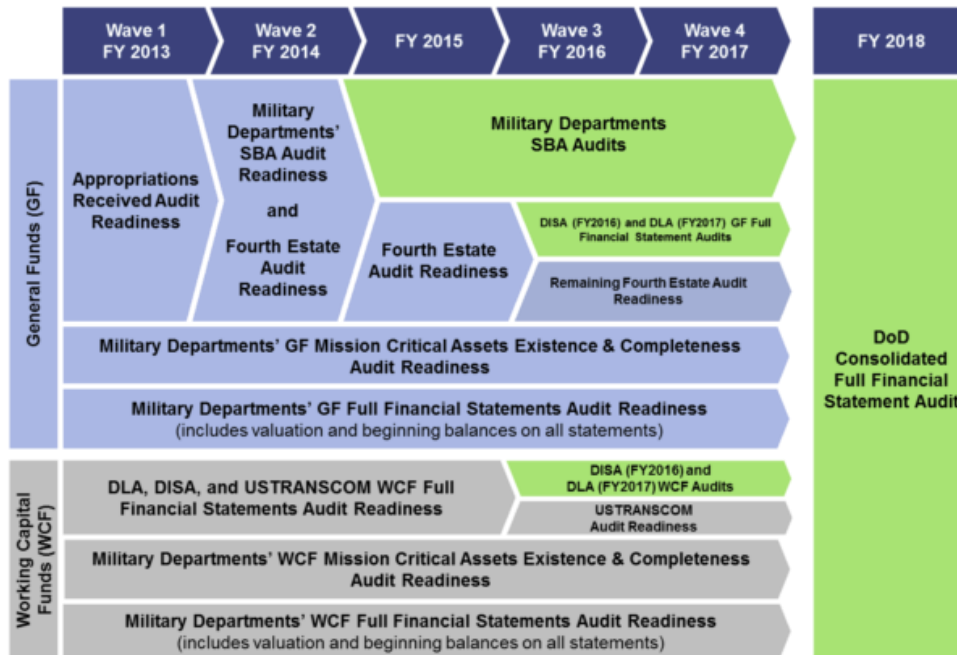 Wave 1
FY 2013
Wave 2
FY 2014
FY 2015
Wave 3
FY 2016
Wave 4
FY 2017
FY 2018
General Funds (GF)
Appropriations
Received Audit
Readiness
Military
Departments’
SBA Audit
Readiness
and
Fourth Estate
Audit
Readiness
Military Departments
SBA Audits
Fourth Estate
Audit Readiness
DISA (FY2016) and DLA (FY2017) GF Full
Financial Statement Audits
Remaining Fourth Estate Audit
Readiness
Military Departments’ GF Mission Critical Assets Existence & Completeness
Audit Readiness
Military Departments’ GF Full Financial Statements Audit Readiness
(includes valuation and beginning balances on all statements)
DoD
Consolidated
Full Financial
Statement Audit
Working Capital
Funds (WCF)
DLA, DISA, and USTRANSCOM WCF Full
Financial Statements Audit Readiness
DISA (FY2016) and
DLA (FY2017) WCF Audits
USTRANSCOM
Audit Readiness
Military Departments’ WCF Mission Critical Assets Existence & Completeness
Audit Readiness
Military Departments’ WCF Full Financial Statements Audit Readiness
(includes valuation and beginning balances on all statements)